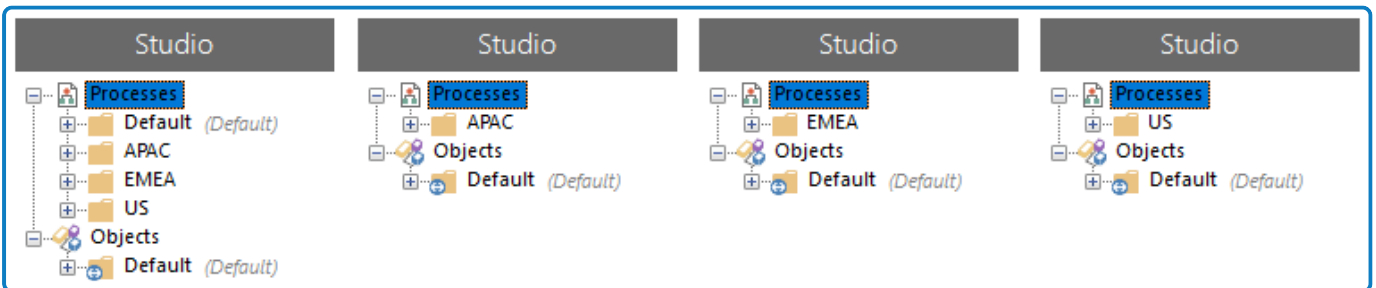 Studio
Processes
Default (Default)
APAC
EMEA
US
Objects
Default (Default)
Studio
Processes
APAC
Objects
Default (Default)
Studio
Processes
EMEA
Objects
Default (Default)
Studio
Processes
US
Objects
Default (Default)